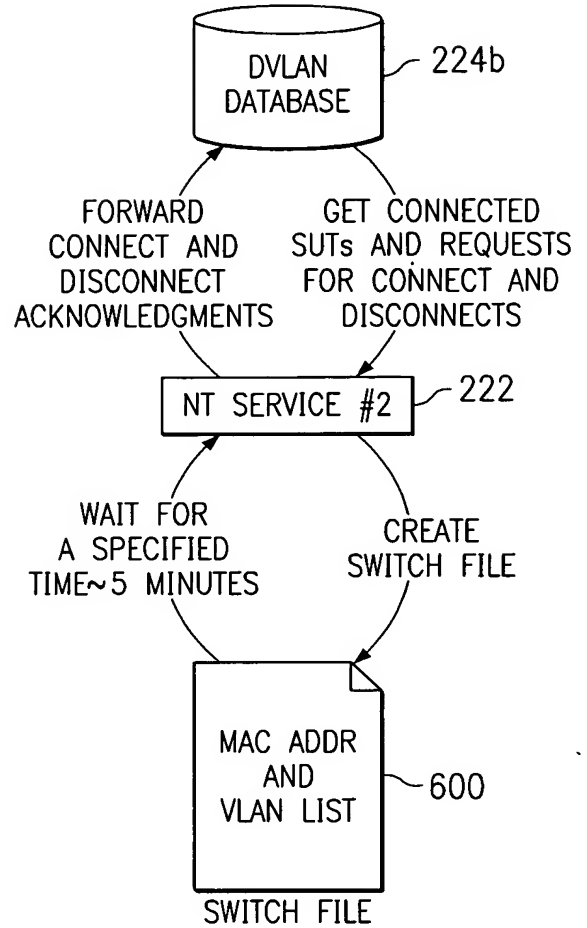 DVLAN
DATABASE
224b
FORWARD
CONNECT AND
DISCONNECT
ACKNOWLEDGMENTS
GET CONNECTED
SUTs AND REQUESTS
FOR CONNECT AND
DISCONNECTS
NT SERVICE #2
222
WAIT FOR
A SPECIFIED
TIME~5 MINUTES
CREATE
SWITCH FILE
MAC ADDR
AND
VLAN LIST
600
SWITCH FILE